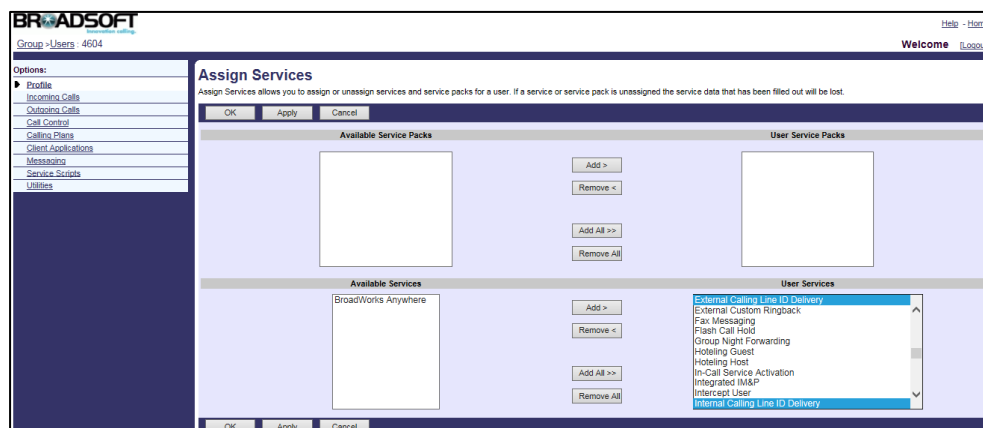 BROADSOFT
Innovation calling.
Help - Hom
Group >Users : 4604
Welcome [Logou
Options:
Profile
Incoming Calls
Outgoing Calls
Call Control
Calling Plans
Client Applications
Messaging
Service Scripts
Utilities
Assign Services
Assign Services allows you to assign or unassign services and service packs for a user. If a service or service pack is unassigned the service data that has been filled out will be lost.
OK Apply Cancel
Available Service Packs User Service Packs
Add >
Remove <
Add All >>
Remove All
Available Services User Services
BroadWorks Anywhere
Add >
Remove <
Add All >>
Remove All
External Calling Line ID Delivery
External Custom Ringback
Fax Messaging
Flash Call Hold
Group Night Forwarding
Hoteling Guest
Hoteling Host
In-Call Service Activation
Integrated IM&P
Intercept User
Internal Calling Line ID Delivery
OK Apply Cancel